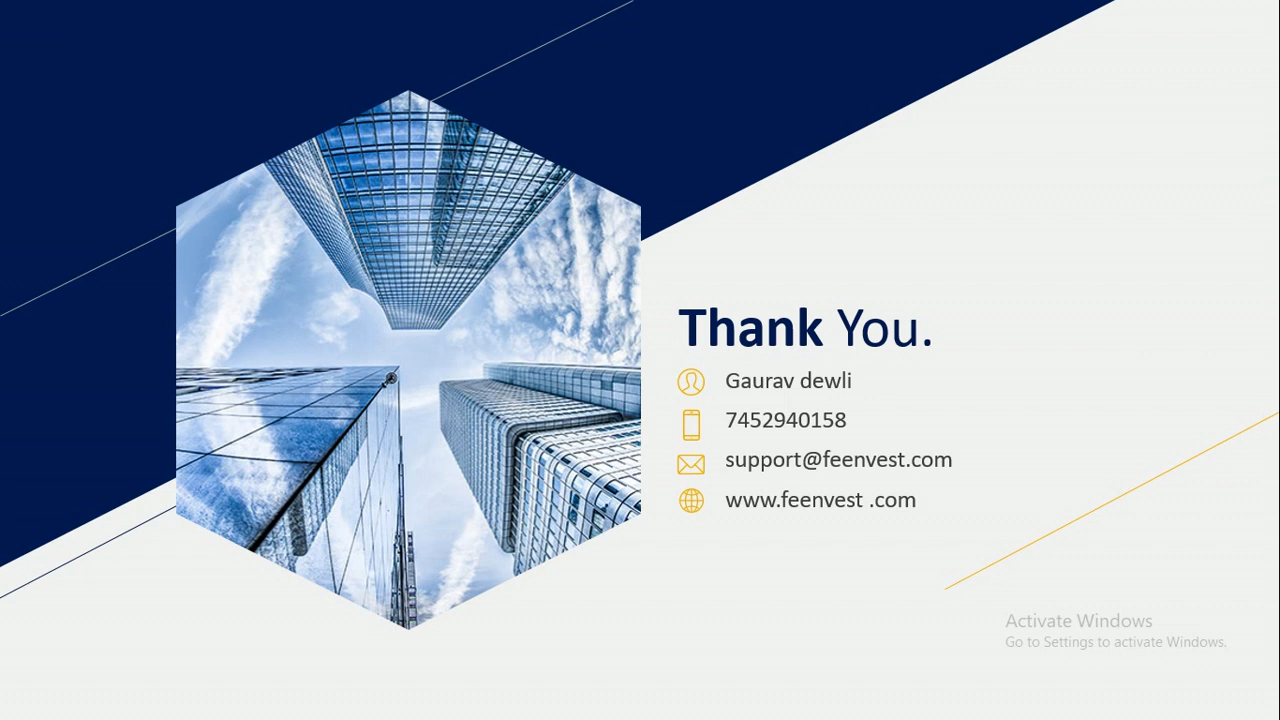 Thank You.
Gaurav dewli
7452940158
support@feenvest.com
www.feenvest .com
Activate Windows
Go to Settings to activate Windows.